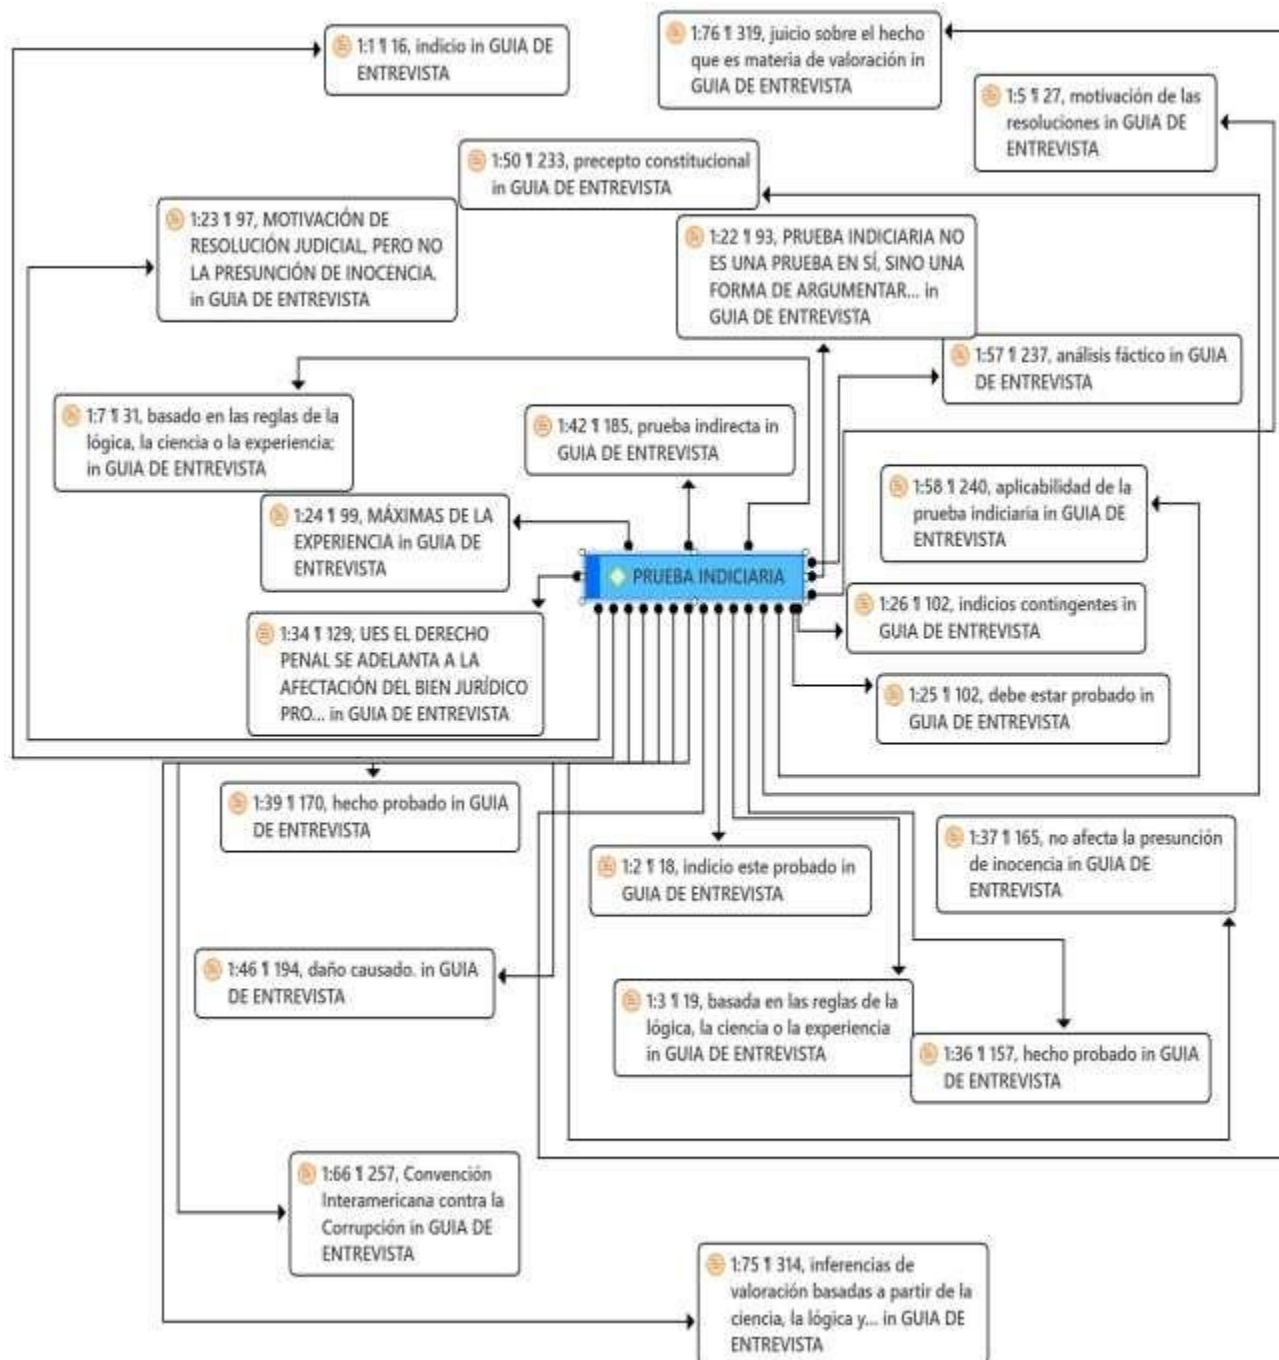 1:1 ¶ 16, indicio in GUIA DE
ENTREVISTA
1:76 ¶ 319, juicio sobre el hecho
que es materia de valoración in
GUIA DE ENTREVISTA
1:5 ¶ 27, motivación de las
resoluciones in GUIA DE
ENTREVISTA
1:50 ¶ 233, precepto constitucional
in GUIA DE ENTREVISTA
1:23 ¶ 97, MOTIVACIÓN DE
RESOLUCIÓN JUDICIAL, PERO NO
LA PRESUNCIÓN DE INOCENCIA.
in GUIA DE ENTREVISTA
1:22 ¶ 93, PRUEBA INDICIARIA NO
ES UNA PRUEBA EN SÍ, SINO UNA
FORMA DE ARGUMENTAR... in
GUIA DE ENTREVISTA
1:57 ¶ 237, análisis fáctico in GUIA
DE ENTREVISTA
1:7 ¶ 31, basado en las reglas de la
lógica, la ciencia o la experiencia;
in GUIA DE ENTREVISTA
1:42 ¶ 185, prueba indirecta in
GUIA DE ENTREVISTA
1:58 ¶ 240, aplicabilidad de la
prueba indiciaria in GUIA DE
ENTREVISTA
1:24 ¶ 99, MÁXIMAS DE LA
EXPERIENCIA in GUIA DE
ENTREVISTA
PRUEBA INDICIARIA
1:26 ¶ 102, indicios contingentes in
GUIA DE ENTREVISTA
1:34 ¶ 129, UES EL DERECHO
PENAL SE ADELANTA A LA
AFECTACIÓN DEL BIEN JURÍDICO
PRO... in GUIA DE ENTREVISTA
1:25 ¶ 102, debe estar probado in
GUIA DE ENTREVISTA
1:39 ¶ 170, hecho probado in GUIA
DE ENTREVISTA
1:2 ¶ 18, indicio este probado in
GUIA DE ENTREVISTA
1:37 ¶ 165, no afecta la presunción
de inocencia in GUIA DE
ENTREVISTA
1:46 ¶ 194, daño causado. in GUIA
DE ENTREVISTA
1:3 ¶ 19, basada en las reglas de la
lógica, la ciencia o la experiencia
in GUIA DE ENTREVISTA
1:36 ¶ 157, hecho probado in GUIA
DE ENTREVISTA
1:66 ¶ 257, Convención
Interamericana contra la
Corrupción in GUIA DE
ENTREVISTA
1:75 ¶ 314, inferencias de
valoración basadas a partir de la
ciencia, la lógica y... in GUIA DE
ENTREVISTA